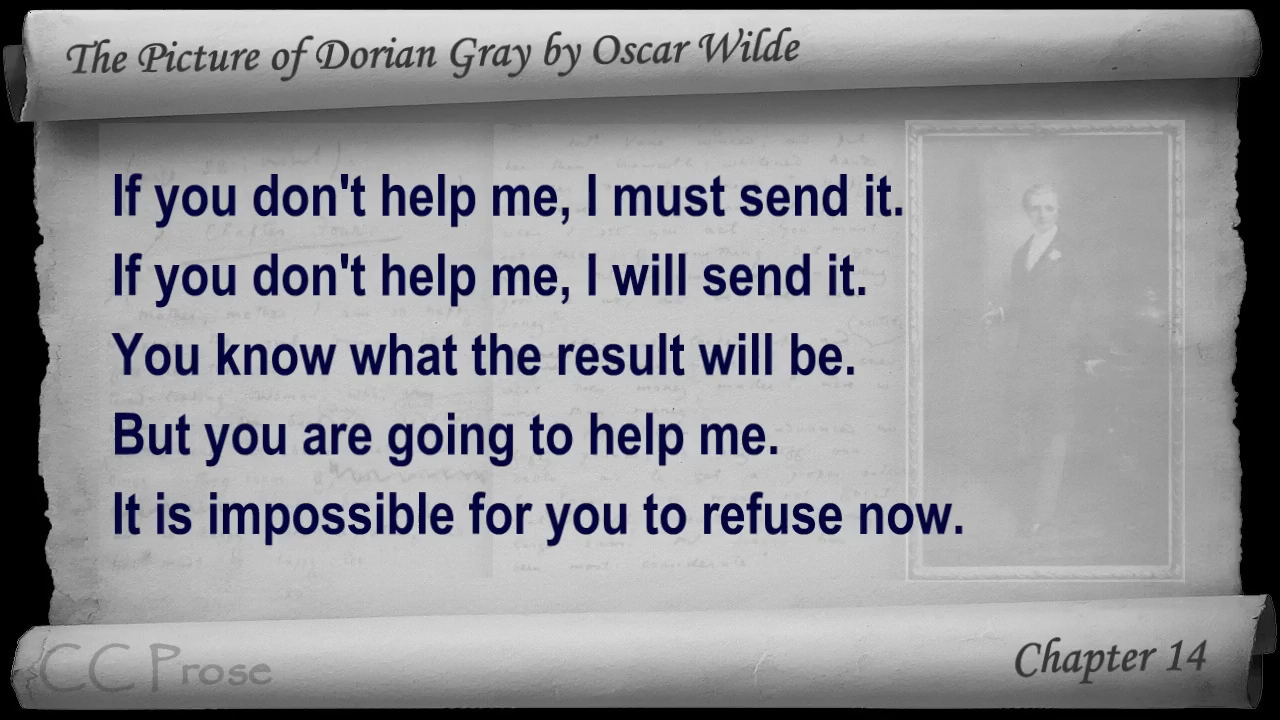 The Picture of Dorian Gray by Oscar Wilde
If you don't help me, I must send it.
If you don't help me, I will send it.
You know what the result will be.
But you are going to help me.
It is impossible for you to refuse now.
CC Prose
Chapter 14